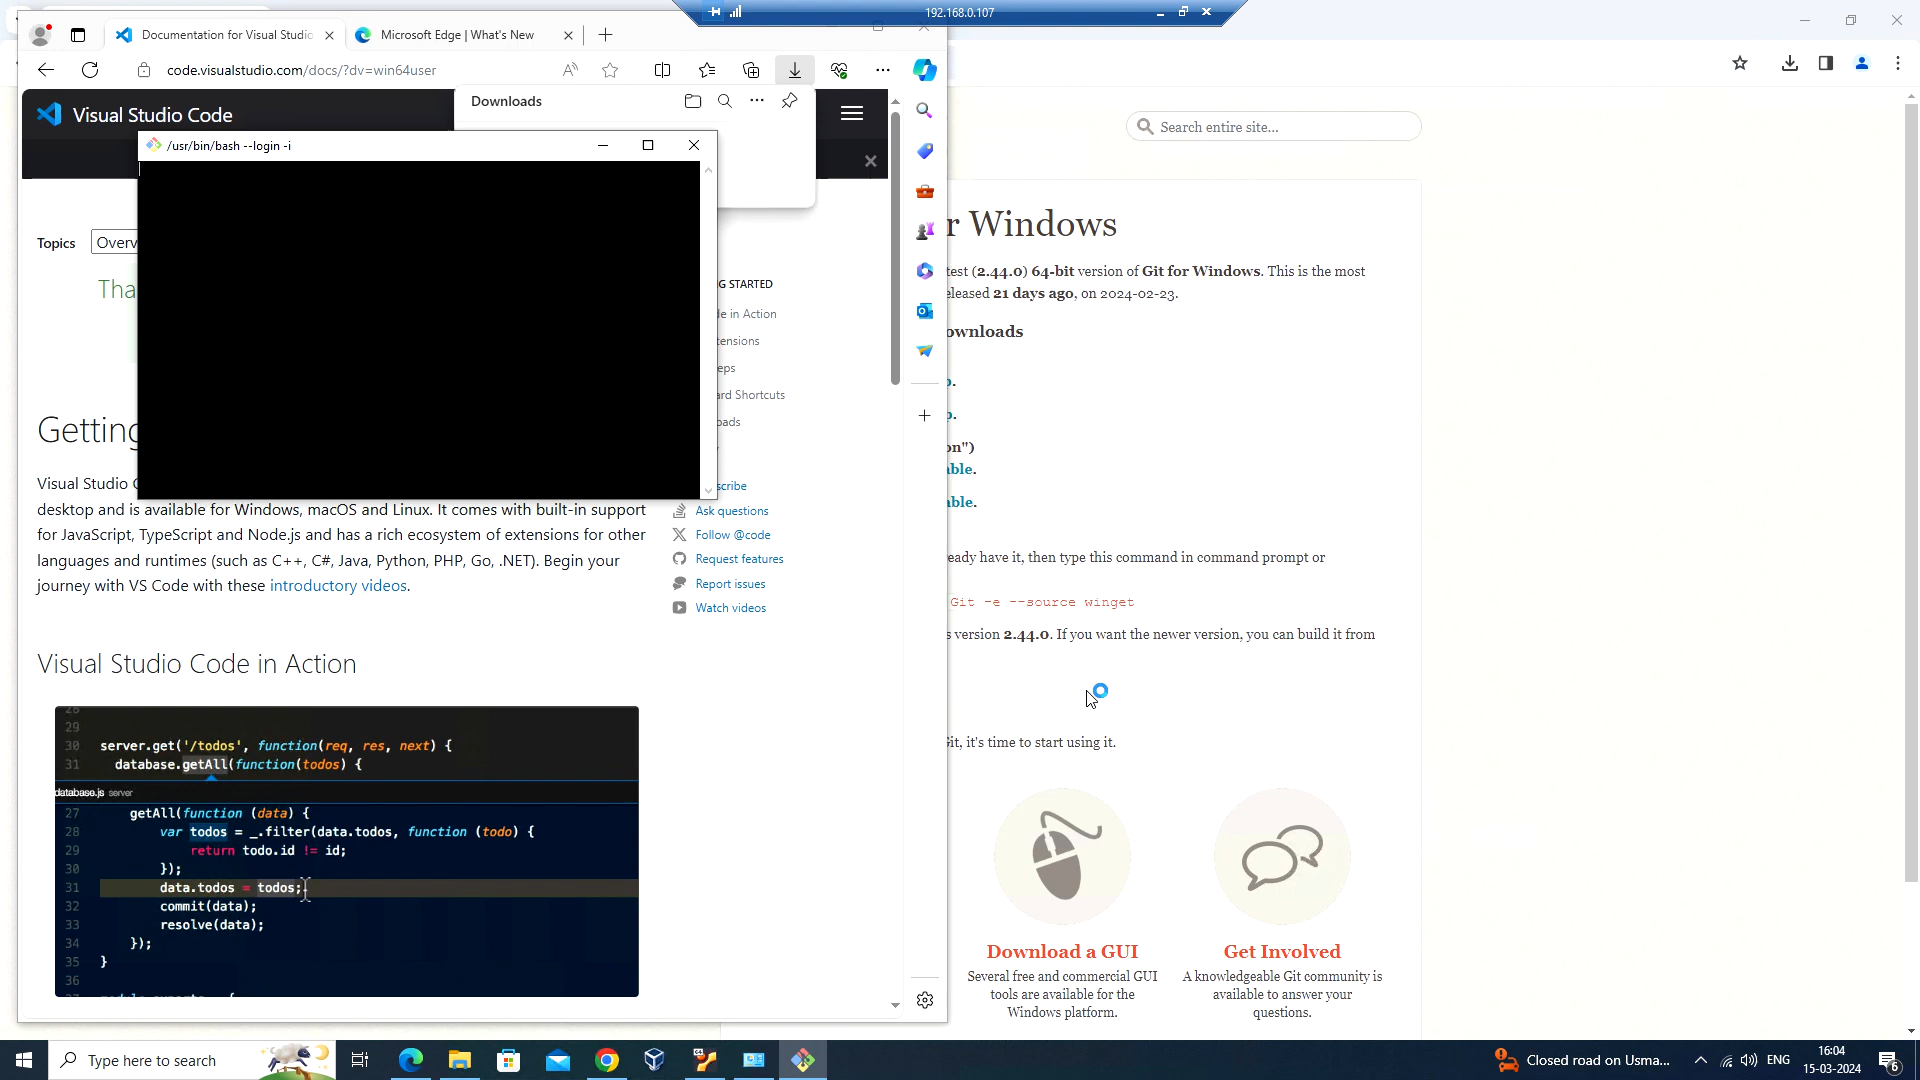 192.168.0.107
Documentation for Visual Studio
Microsoft Edge | What's New
code.visualstudio.com/docs/?dv=win64user
Visual Studio Code
Downloads
/usr/bin/bash --login -i
Search entire site...
r Windows
test (2.44.0) 64-bit version of Git for Windows. This is the most
eleased 21 days ago, on 2024-02-23.
ownloads
p.
p.
on")
able.
able.
eady have it, then type this command in command prompt or
Git -e --source winget
s version 2.44.0. If you want the newer version, you can build it from
Git, it's time to start using it.
Download a GUI
Several free and commercial GUI
tools are available for the
Windows platform.
Get Involved
A knowledgeable Git community is
available to answer your
questions.
Topics
Overv
Tha
G STARTED
de in Action
tensions
eps
ard Shortcuts
oads
scribe
Ask questions
Follow @code
Request features
Report issues
Watch videos
Getting
Visual Studio C
desktop and is available for Windows, macOS and Linux. It comes with built-in support
for JavaScript, TypeScript and Node.js and has a rich ecosystem of extensions for other
languages and runtimes (such as C++, C#, Java, Python, PHP, Go, .NET). Begin your
journey with VS Code with these introductory videos.
Visual Studio Code in Action
28
29
30 server.get('/todos', function(req, res, next) {
31 database.getAll(function(todos) {
database.js server
27 getAll(function (data) {
28 var todos = _.filter(data.todos, function (todo) {
29 return todo.id != id;
30 });
31 data.todos = todos;
32 commit(data);
33 resolve(data);
34 });
35 }
36
Type here to search
Closed road on Usma...
ENG
16:04
15-03-2024
6